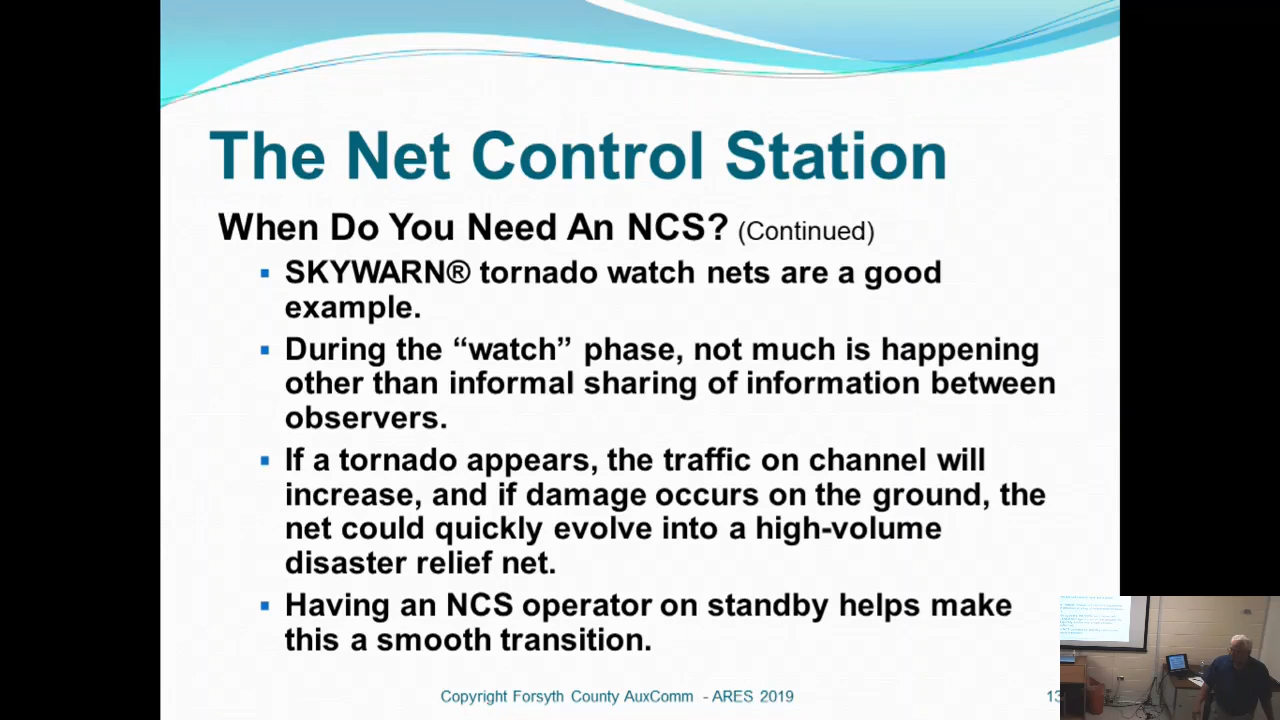 The Net Control Station
When Do You Need An NCS? (Continued)
▪ SKYWARN® tornado watch nets are a good
example.
▪ During the “watch” phase, not much is happening
other than informal sharing of information between
observers.
▪ If a tornado appears, the traffic on channel will
increase, and if damage occurs on the ground, the
net could quickly evolve into a high-volume
disaster relief net.
▪ Having an NCS operator on standby helps make
this a smooth transition.
Copyright Forsyth County AuxComm - ARES 2019
13